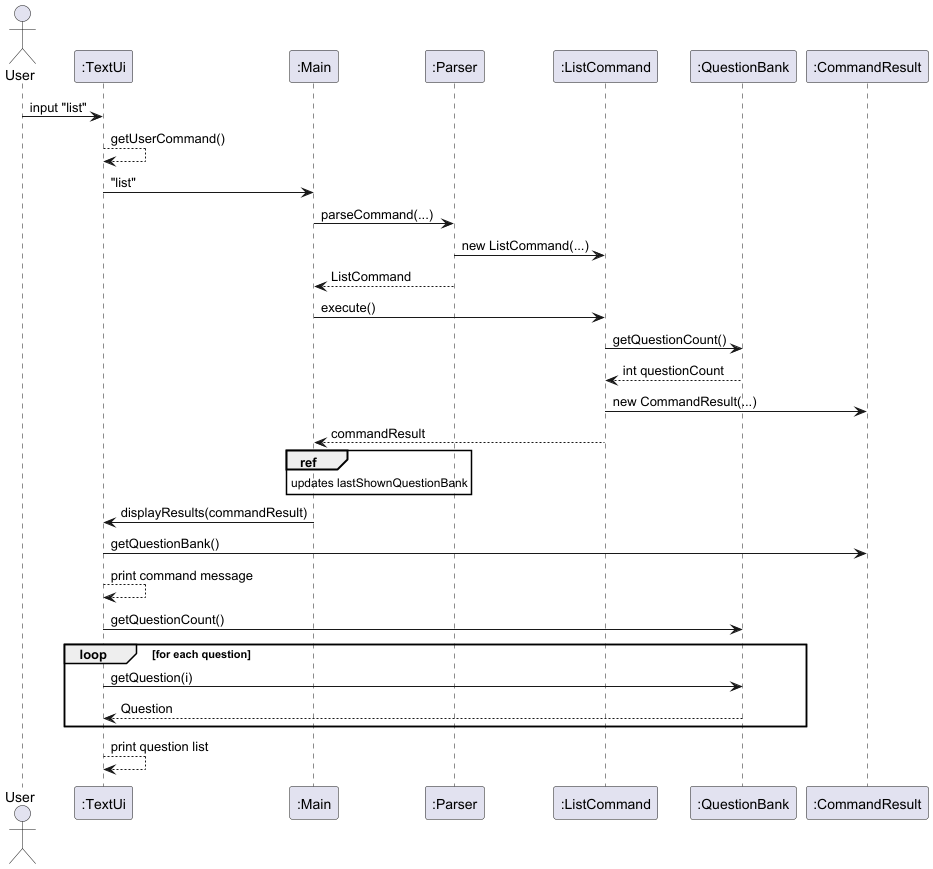 User
:TextUi
:Main
:Parser
:ListCommand
:QuestionBank
:CommandResult
input "list"
getUserCommand()
"list"
parseCommand(...)
new ListCommand(...)
ListCommand
execute()
getQuestionCount()
int questionCount
new CommandResult(...)
commandResult
ref
updates lastShownQuestionBank
displayResults(commandResult)
getQuestionBank()
print command message
getQuestionCount()
loop [for each question]
getQuestion(i)
Question
print question list
User
:TextUi
:Main
:Parser
:ListCommand
:QuestionBank
:CommandResult